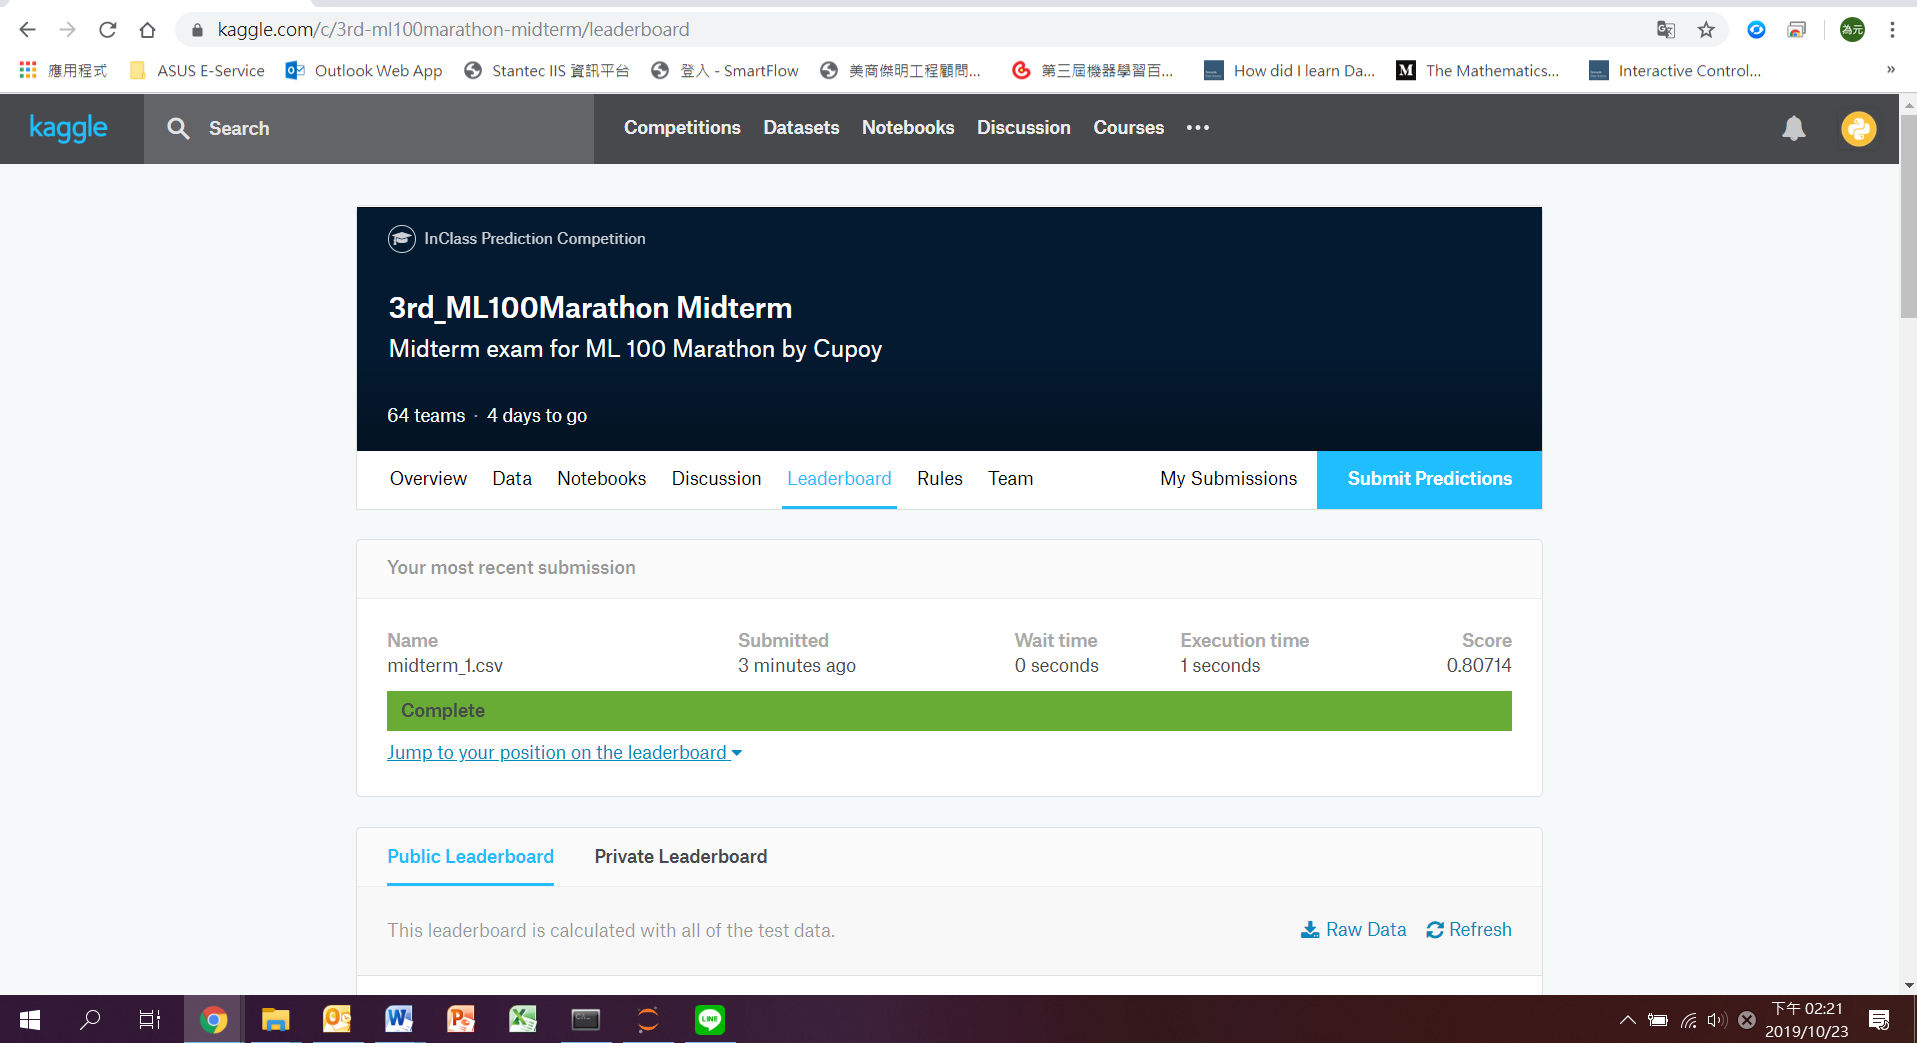 kaggle.com/c/3rd-ml100marathon-midterm/leaderboard
為元
應用程式 ASUS E-Service Outlook Web App Stantec IIS 資訊平台 登入 - SmartFlow 美商傑明工程顧問... 第三屆機器學習百... How did I learn Da... M The Mathematics... Interactive Control... »
kaggle Search Competitions Datasets Notebooks Discussion Courses •••
InClass Prediction Competition
3rd_ML100Marathon Midterm
Midterm exam for ML 100 Marathon by Cupoy
64 teams · 4 days to go
Overview Data Notebooks Discussion Leaderboard Rules Team My Submissions Submit Predictions
Your most recent submission
Name Submitted Wait time Execution time Score
midterm_1.csv 3 minutes ago 0 seconds 1 seconds 0.80714
Complete
Jump to your position on the leaderboard
Public Leaderboard Private Leaderboard
This leaderboard is calculated with all of the test data. Raw Data Refresh
LINE
下午 02:21
2019/10/23